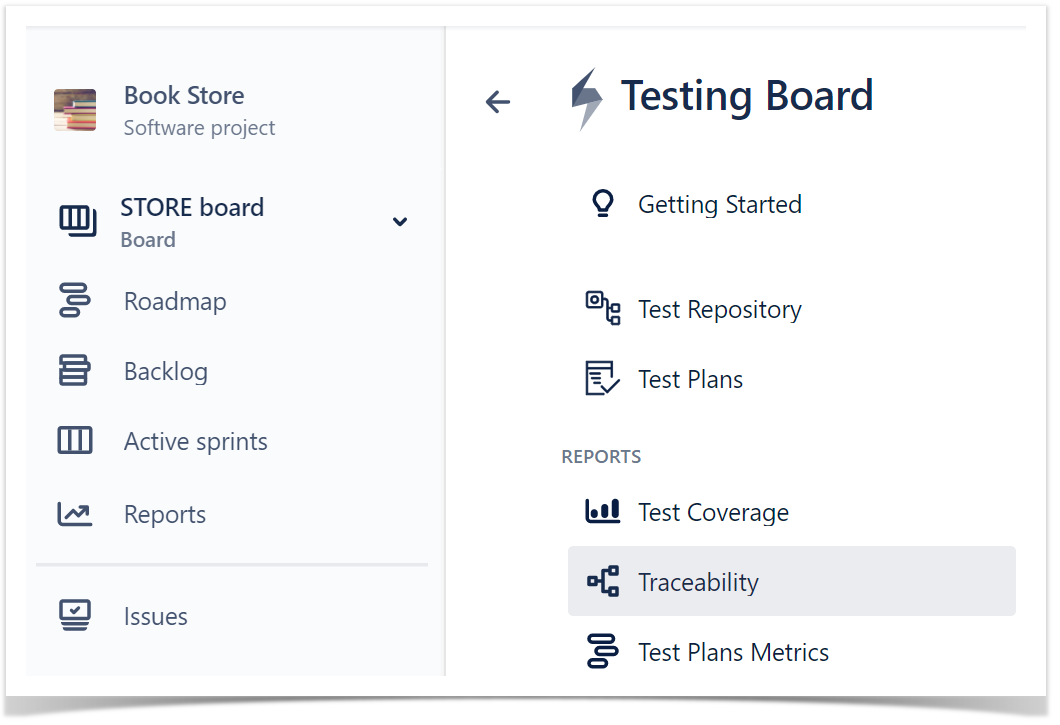 Book Store
Software project
STORE board
Board
Roadmap
Backlog
Active sprints
Reports
Issues
Testing Board
Getting Started
Test Repository
Test Plans
REPORTS
Test Coverage
Traceability
Test Plans Metrics